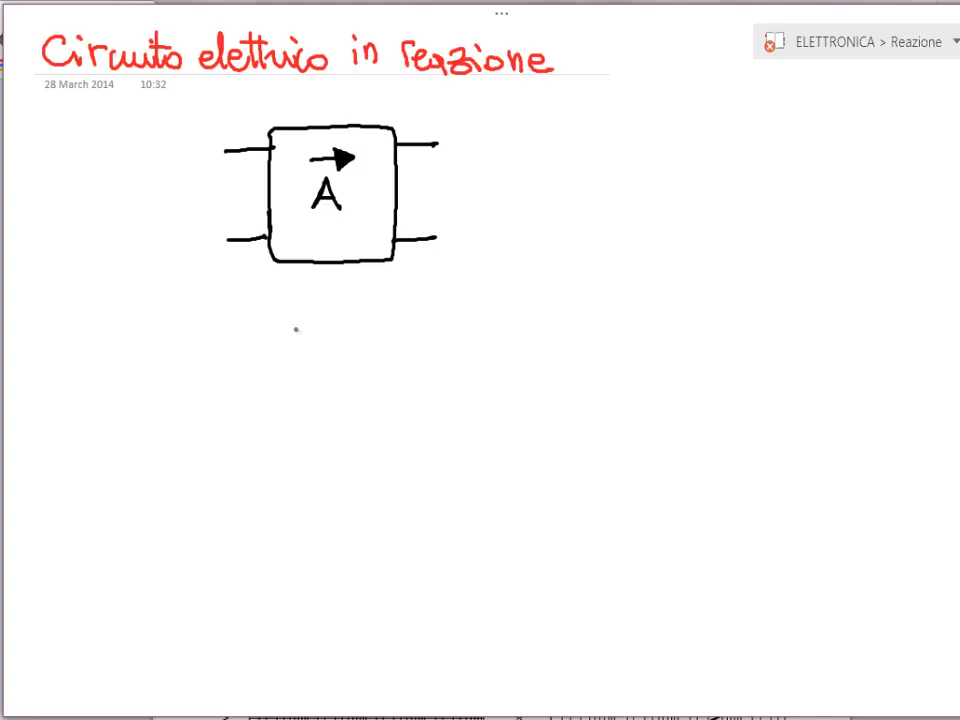 Circuito elettrico in reazione
ELETTRONICA > Reazione
28 March 2014 10:32
A